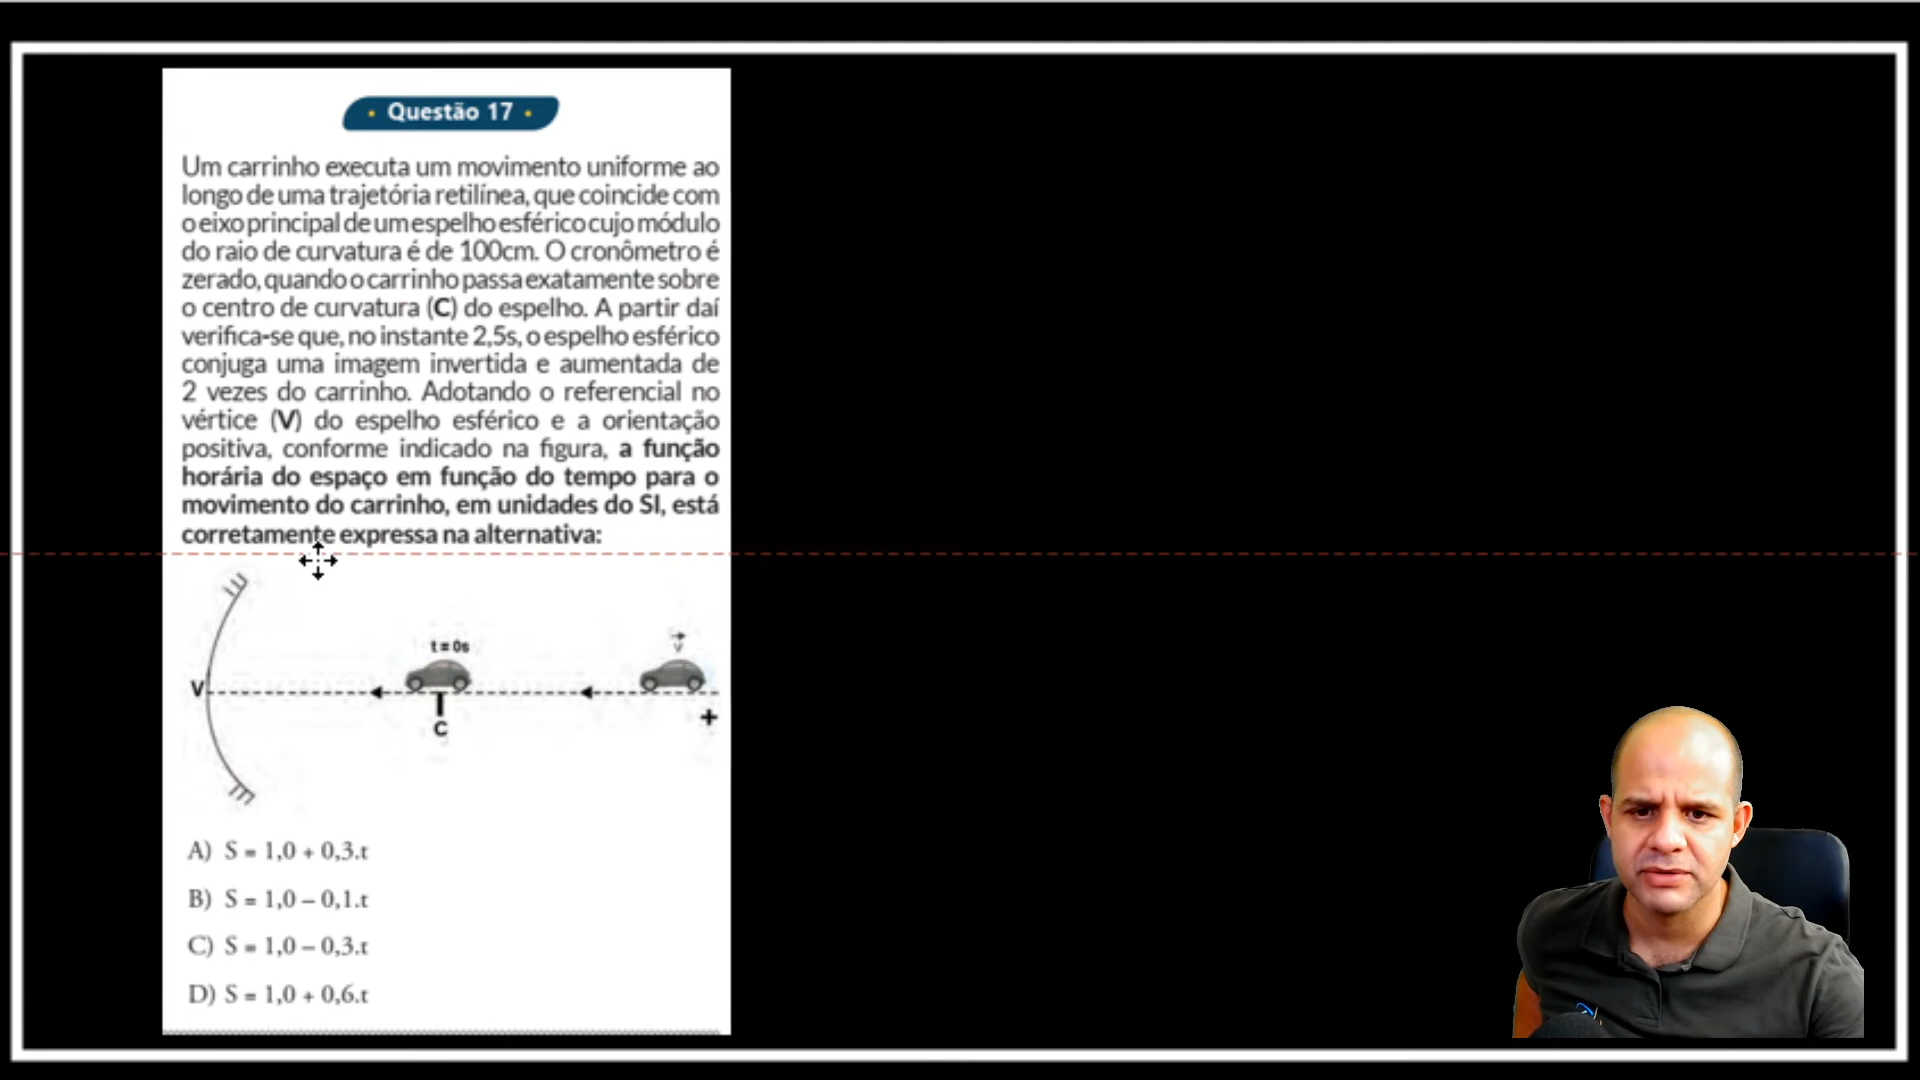 • Questão 17 •
Um carrinho executa um movimento uniforme ao
longo de uma trajetória retilínea, que coincide com
o eixo principal de um espelho esférico cujo módulo
do raio de curvatura é de 100cm. O cronômetro é
zerado, quando o carrinho passa exatamente sobre
o centro de curvatura (C) do espelho. A partir daí
verifica-se que, no instante 2,5s, o espelho esférico
conjuga uma imagem invertida e aumentada de
2 vezes do carrinho. Adotando o referencial no
vértice (V) do espelho esférico e a orientação
positiva, conforme indicado na figura, a função
horária do espaço em função do tempo para o
movimento do carrinho, em unidades do SI, está
corretamente expressa na alternativa:
t = 0s
v
V
+
C
A) S = 1,0 + 0,3.t
B) S = 1,0 – 0,1.t
C) S = 1,0 – 0,3.t
D) S = 1,0 + 0,6.t